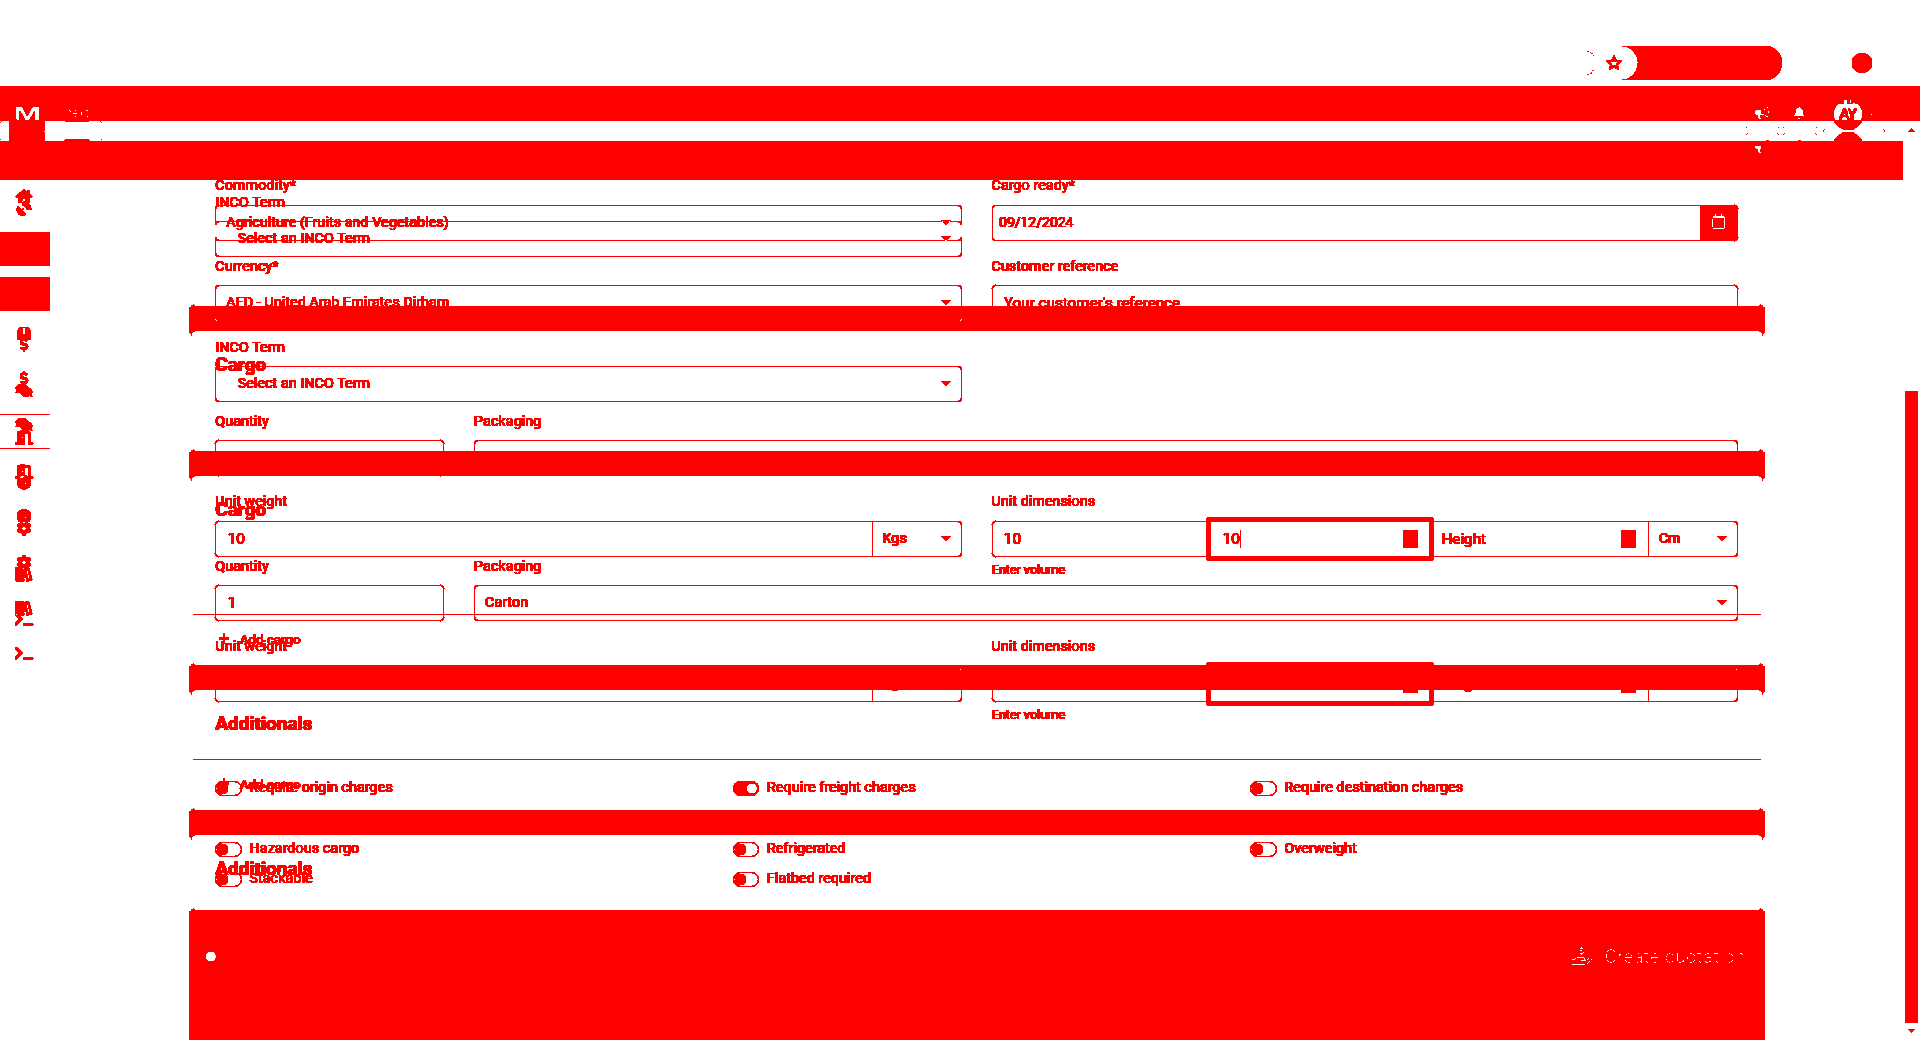 M
AY
Commodity*
Cargo ready*
INCO Term
Agriculture (Fruits and Vegetables)
09/12/2024
Select an INCO Term
Currency*
Customer reference
AED - United Arab Emirates Dirham
Your customer's reference
INCO Term
Cargo
Select an INCO Term
Quantity
Packaging
Unit weight
Unit dimensions
Cargo
10
Kgs
10
10
Height
Cm
Quantity
Packaging
Enter volume
1
Carton
+ Add cargo
Unit weight
Unit dimensions
Additionals
Enter volume
Add cargo
Require origin charges
Require freight charges
Require destination charges
Hazardous cargo
Refrigerated
Overweight
Additionals
Stackable
Flatbed required
Create quotation